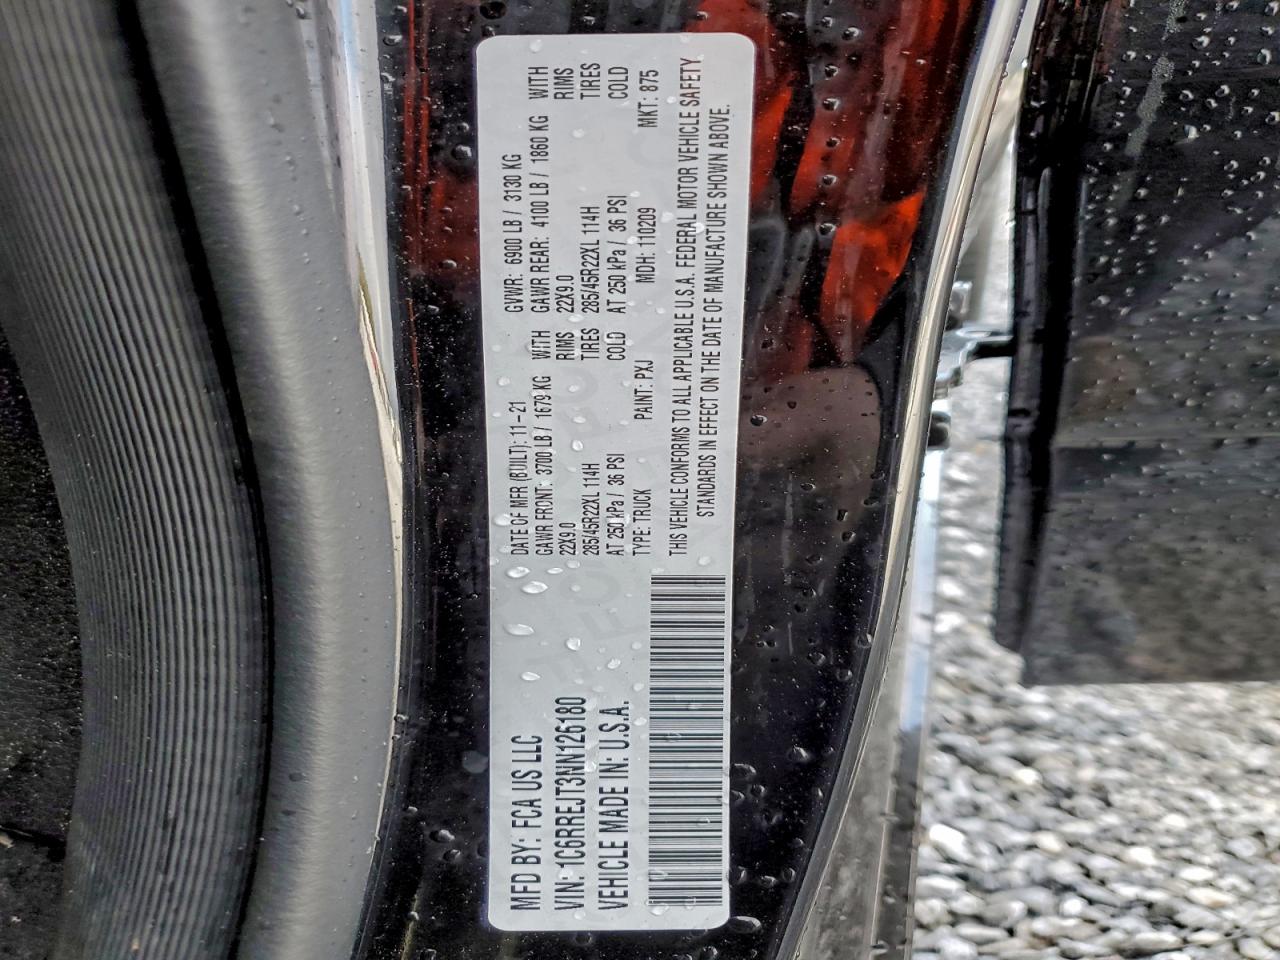 MFD BY: FCA US LLC
VIN: 1C6RREJT3NN126180
VEHICLE MADE IN: U.S.A.
DATE OF MFR (BUILT): 11-21 GVWR: 6900 LB / 3130 KG
GAWR FRONT: 3700 LB / 1679 KG WITH GAWR REAR: 4100 LB / 1860 KG WITH
22X9.0 RIMS 22X9.0 RIMS
285/45R22XL 114H TIRES 285/45R22XL 114H TIRES
AT 250 kPa / 36 PSI COLD AT 250 kPa / 36 PSI COLD
TYPE: TRUCK PAINT: PXJ MDH: 110209 MKT: 875
THIS VEHICLE CONFORMS TO ALL APPLICABLE U.S.A. FEDERAL MOTOR VEHICLE SAFETY
STANDARDS IN EFFECT ON THE DATE OF MANUFACTURE SHOWN ABOVE.